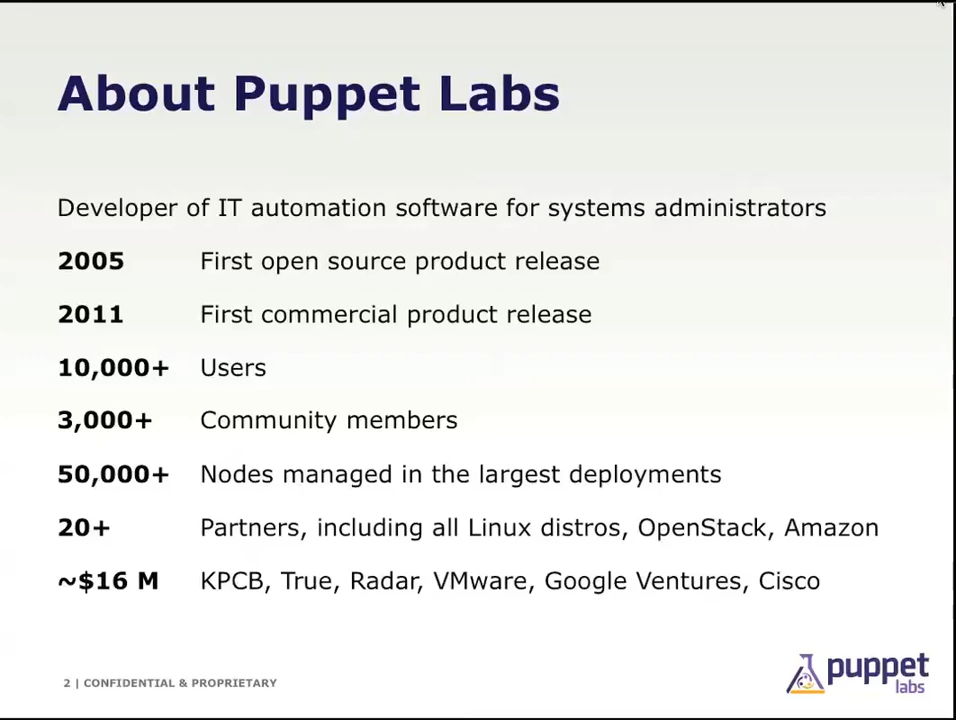 About Puppet Labs
Developer of IT automation software for systems administrators
2005 First open source product release
2011 First commercial product release
10,000+ Users
3,000+ Community members
50,000+ Nodes managed in the largest deployments
20+ Partners, including all Linux distros, OpenStack, Amazon
~$16 M KPCB, True, Radar, VMware, Google Ventures, Cisco
2 | CONFIDENTIAL & PROPRIETARY
puppet
labs